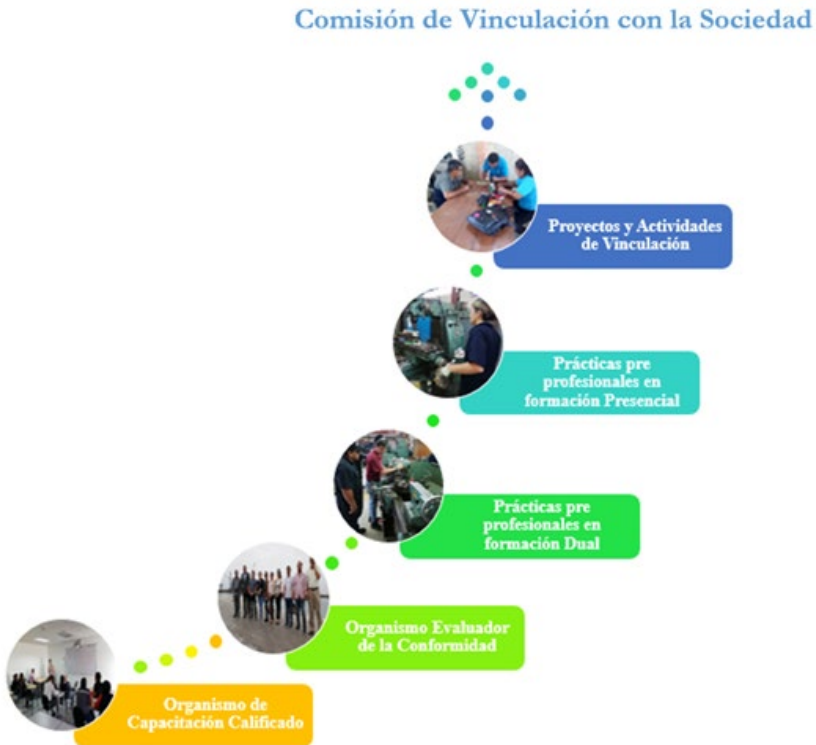 Comisión de Vinculación con la Sociedad
Proyectos y Actividades
de Vinculación
Prácticas pre
profesionales en
formación Presencial
Prácticas pre
profesionales en
formación Dual
Organismo Evaluador
de la Conformidad
Organismo de
Capacitación Calificado